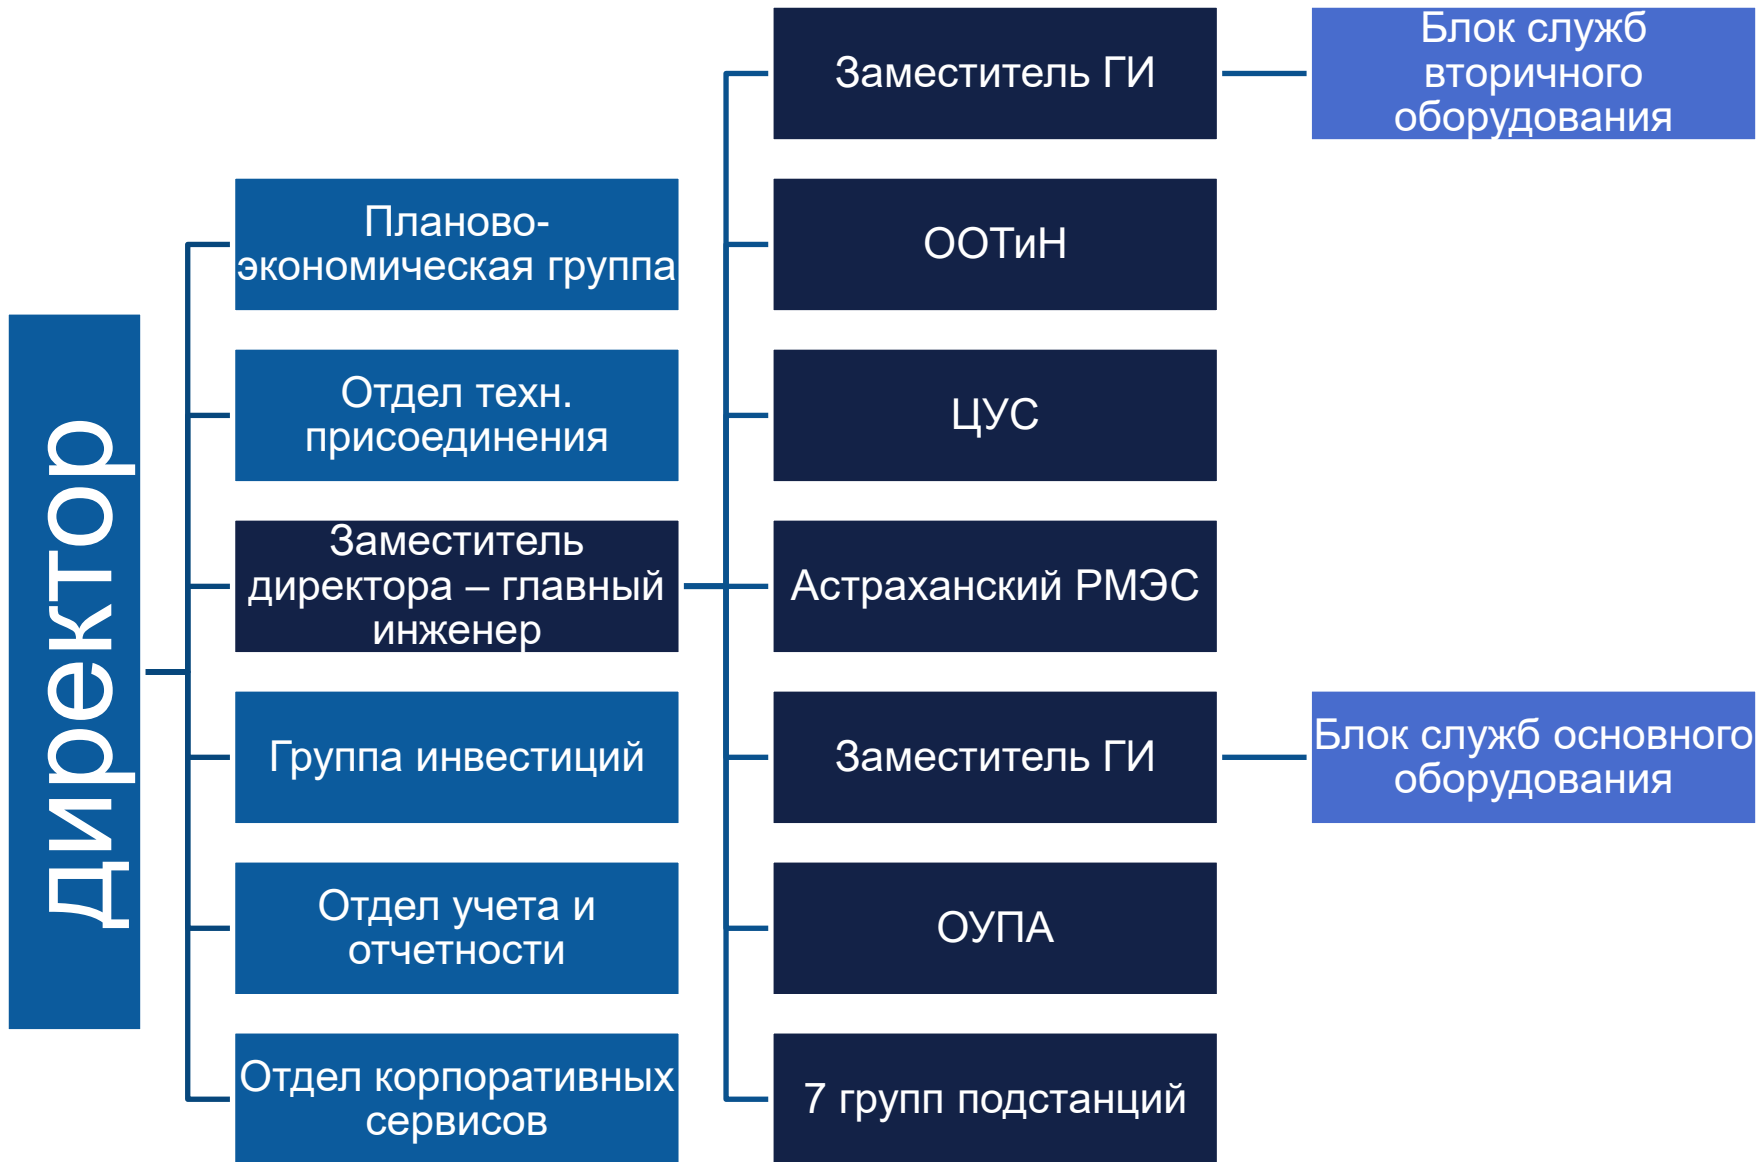 Директор
Планово-
экономическая группа
Отдел техн.
присоединения
Заместитель
директора – главный
инженер
Группа инвестиций
Отдел учета и
отчетности
Отдел корпоративных
сервисов
Заместитель ГИ
ООТиН
ЦУС
Астраханский РМЭС
Заместитель ГИ
ОУПА
7 групп подстанций
Блок служб
вторичного
оборудования
Блок служб основного
оборудования